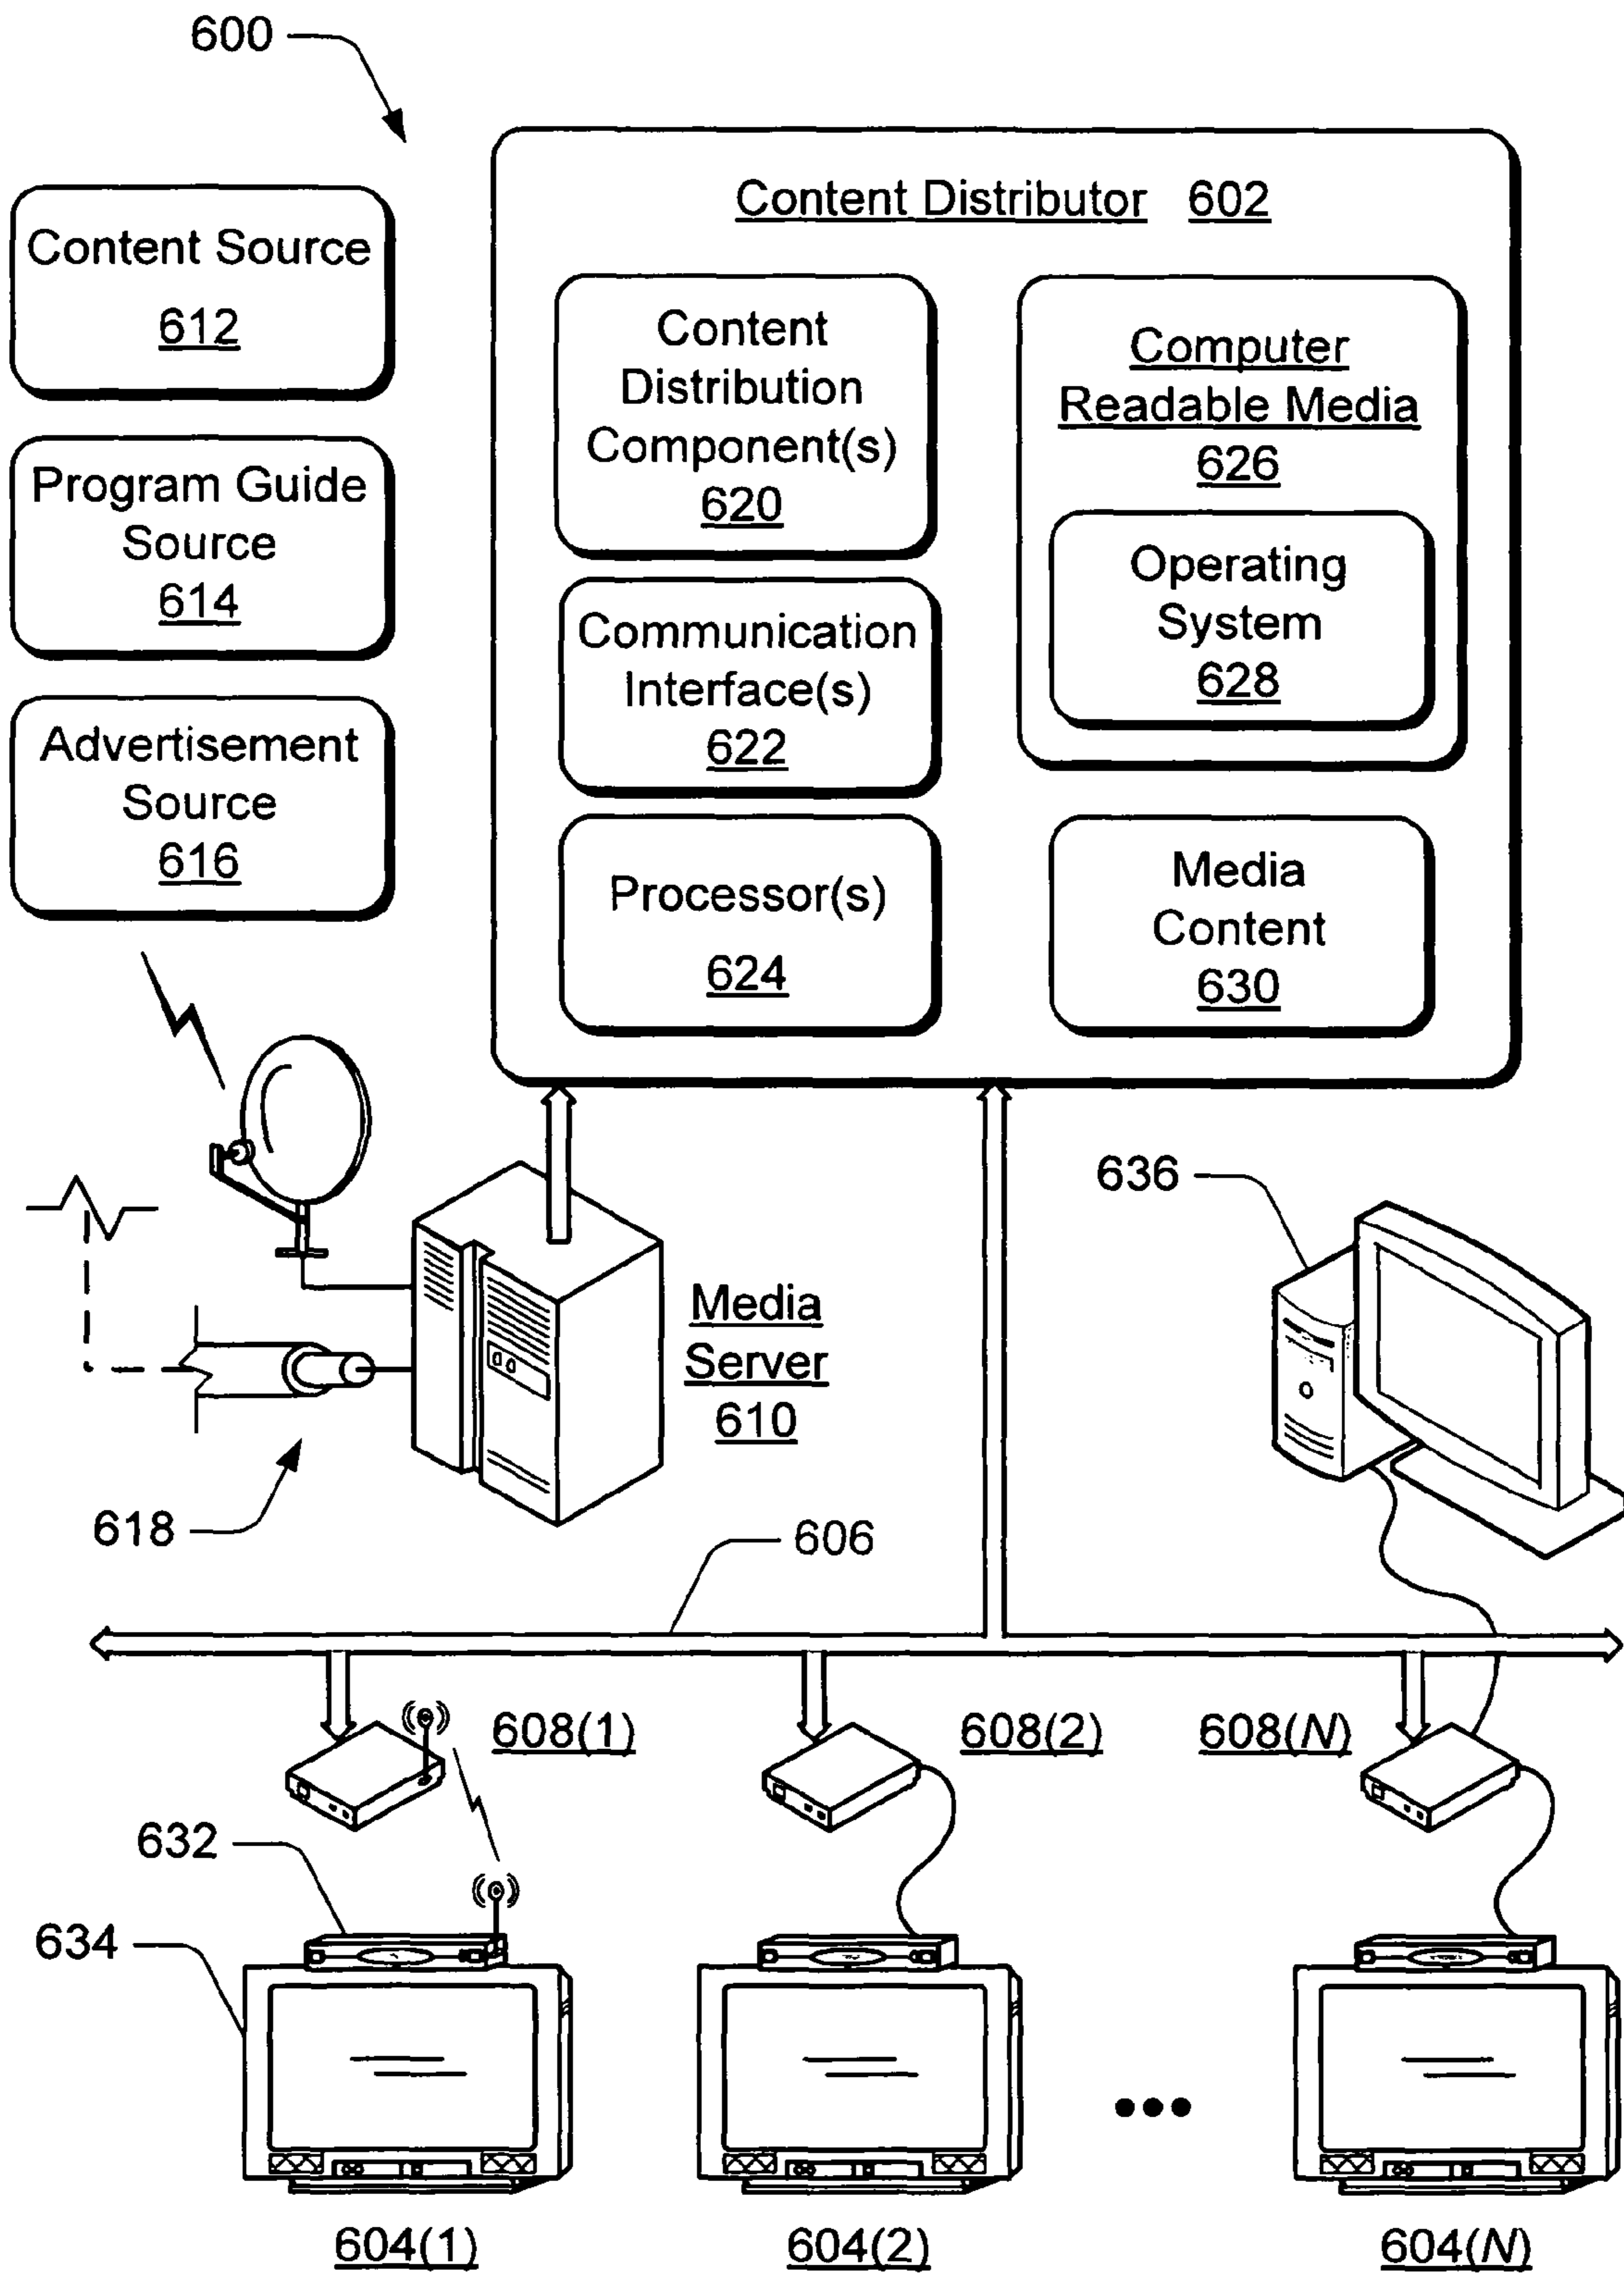 600
Content Distributor 602
Content Source
612
Program Guide
Source
614
Advertisement
Source
616
Content
Distribution
Component(s)
620
Communication
Interface(s)
622
Processor(s)
624
Computer
Readable Media
626
Operating
System
628
Media
Content
630
Media
Server
610
618
636
606
608(1)
608(2)
608(N)
632
634
604(1)
604(2)
604(N)